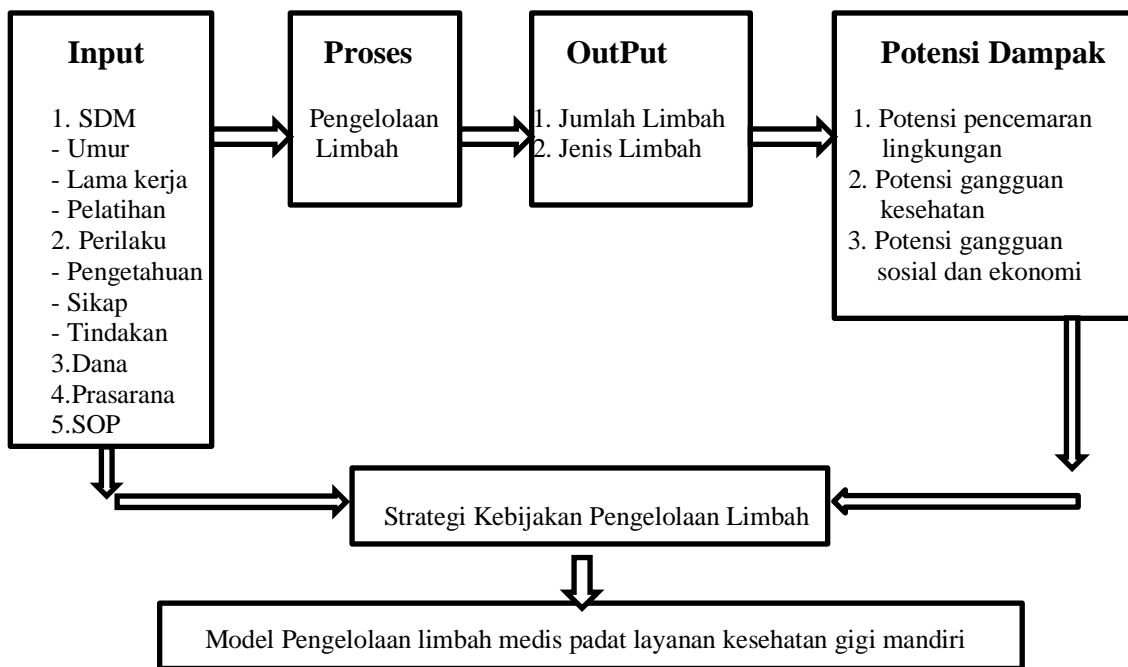 Input
1. SDM
- Umur
- Lama kerja
- Pelatihan
2. Perilaku
- Pengetahuan
- Sikap
- Tindakan
3.Dana
4.Prasarana
5.SOP
Proses
Pengelolaan
Limbah
OutPut
1. Jumlah Limbah
2. Jenis Limbah
Potensi Dampak
1. Potensi pencemaran
lingkungan
2. Potensi gangguan
kesehatan
3. Potensi gangguan
sosial dan ekonomi
Strategi Kebijakan Pengelolaan Limbah
Model Pengelolaan limbah medis padat layanan kesehatan gigi mandiri